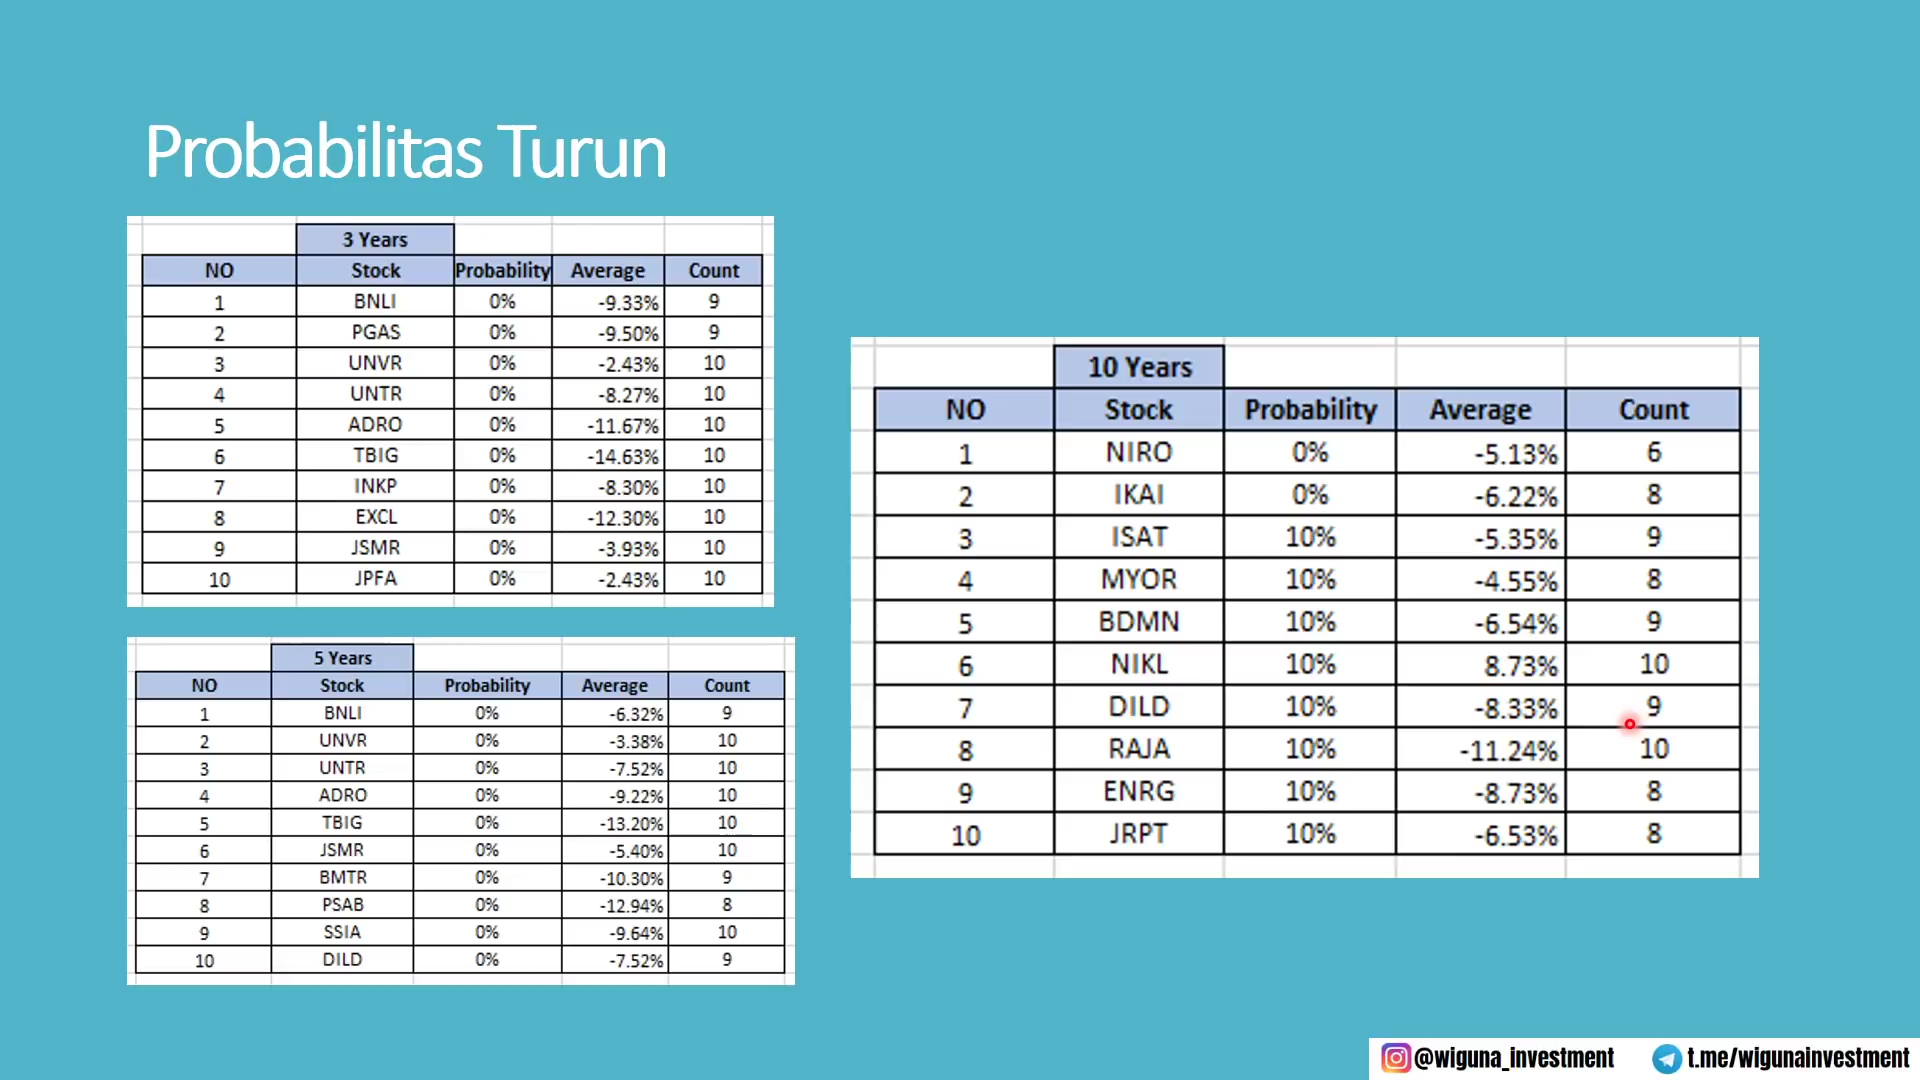 Probabilitas Turun
3 Years
NO Stock Probability Average Count
1 BNLI 0% -9.33% 9
2 PGAS 0% -9.50% 9
3 UNVR 0% -2.43% 10
4 UNTR 0% -8.27% 10
5 ADRO 0% -11.67% 10
6 TBIG 0% -14.63% 10
7 INKP 0% -8.30% 10
8 EXCL 0% -12.30% 10
9 JSMR 0% -3.93% 10
10 JPFA 0% -2.43% 10
5 Years
NO Stock Probability Average Count
1 BNLI 0% -6.32% 9
2 UNVR 0% -3.38% 10
3 UNTR 0% -7.52% 10
4 ADRO 0% -9.22% 10
5 TBIG 0% -13.20% 10
6 JSMR 0% -5.40% 10
7 BMTR 0% -10.30% 9
8 PSAB 0% -12.94% 8
9 SSIA 0% -9.64% 10
10 DILD 0% -7.52% 9
10 Years
NO Stock Probability Average Count
1 NIRO 0% -5.13% 6
2 IKAI 0% -6.22% 8
3 ISAT 10% -5.35% 9
4 MYOR 10% -4.55% 8
5 BDMN 10% -6.54% 9
6 NIKL 10% 8.73% 10
7 DILD 10% -8.33% 9
8 RAJA 10% -11.24% 10
9 ENRG 10% -8.73% 8
10 JRPT 10% -6.53% 8
@wiguna_investment t.me/wigunainvestment